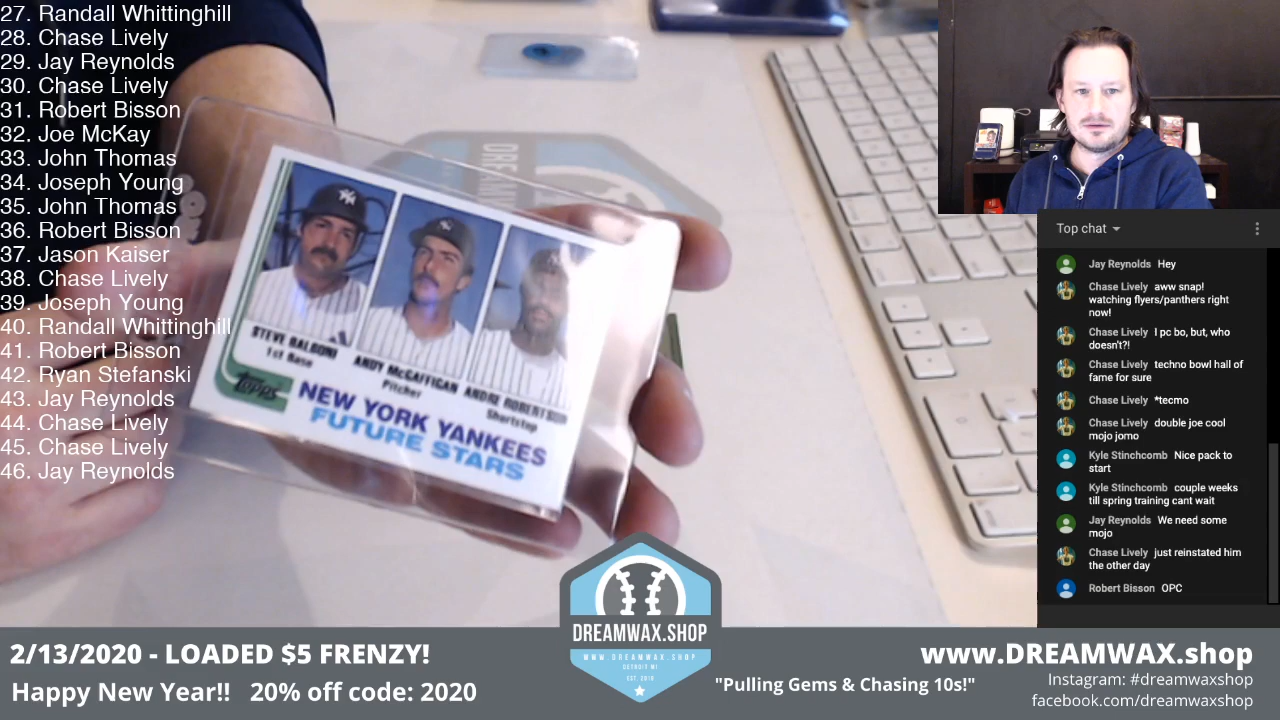 27. Randall Whittinghill
28. Chase Lively
29. Jay Reynolds
30. Chase Lively
31. Robert Bisson
32. Joe McKay
33. John Thomas
34. Joseph Young
35. John Thomas
36. Robert Bisson
37. Jason Kaiser
38. Chase Lively
39. Joseph Young
40. Randall Whittinghill
41. Robert Bisson
42. Ryan Stefanski
43. Jay Reynolds
44. Chase Lively
45. Chase Lively
46. Jay Reynolds
STEVE BALBONI
1st Base
ANDY McGAFFIGAN
Pitcher
ANDRE ROBERTSON
Shortstop
TOPPS
NEW YORK YANKEES
FUTURE STARS
Top chat
Jay Reynolds Hey
Chase Lively aww snap!
watching flyers/panthers right
now!
Chase Lively I pc bo, but, who
doesn't?!
Chase Lively techno bowl hall of
fame for sure
Chase Lively *tecmo
Chase Lively double joe cool
mojo jomo
Kyle Stinchcomb Nice pack to
start
Kyle Stinchcomb couple weeks
till spring training cant wait
Jay Reynolds We need some
mojo
Chase Lively just reinstated him
the other day
Robert Bisson OPC
DREAMWAX.SHOP
WWW.DREAMWAX.SHOP
DETROIT MI
2/13/2020 - LOADED $5 FRENZY!
Happy New Year!! 20% off code: 2020
"Pulling Gems & Chasing 10s!"
www.DREAMWAX.shop
Instagram: #dreamwaxshop
facebook.com/dreamwaxshop